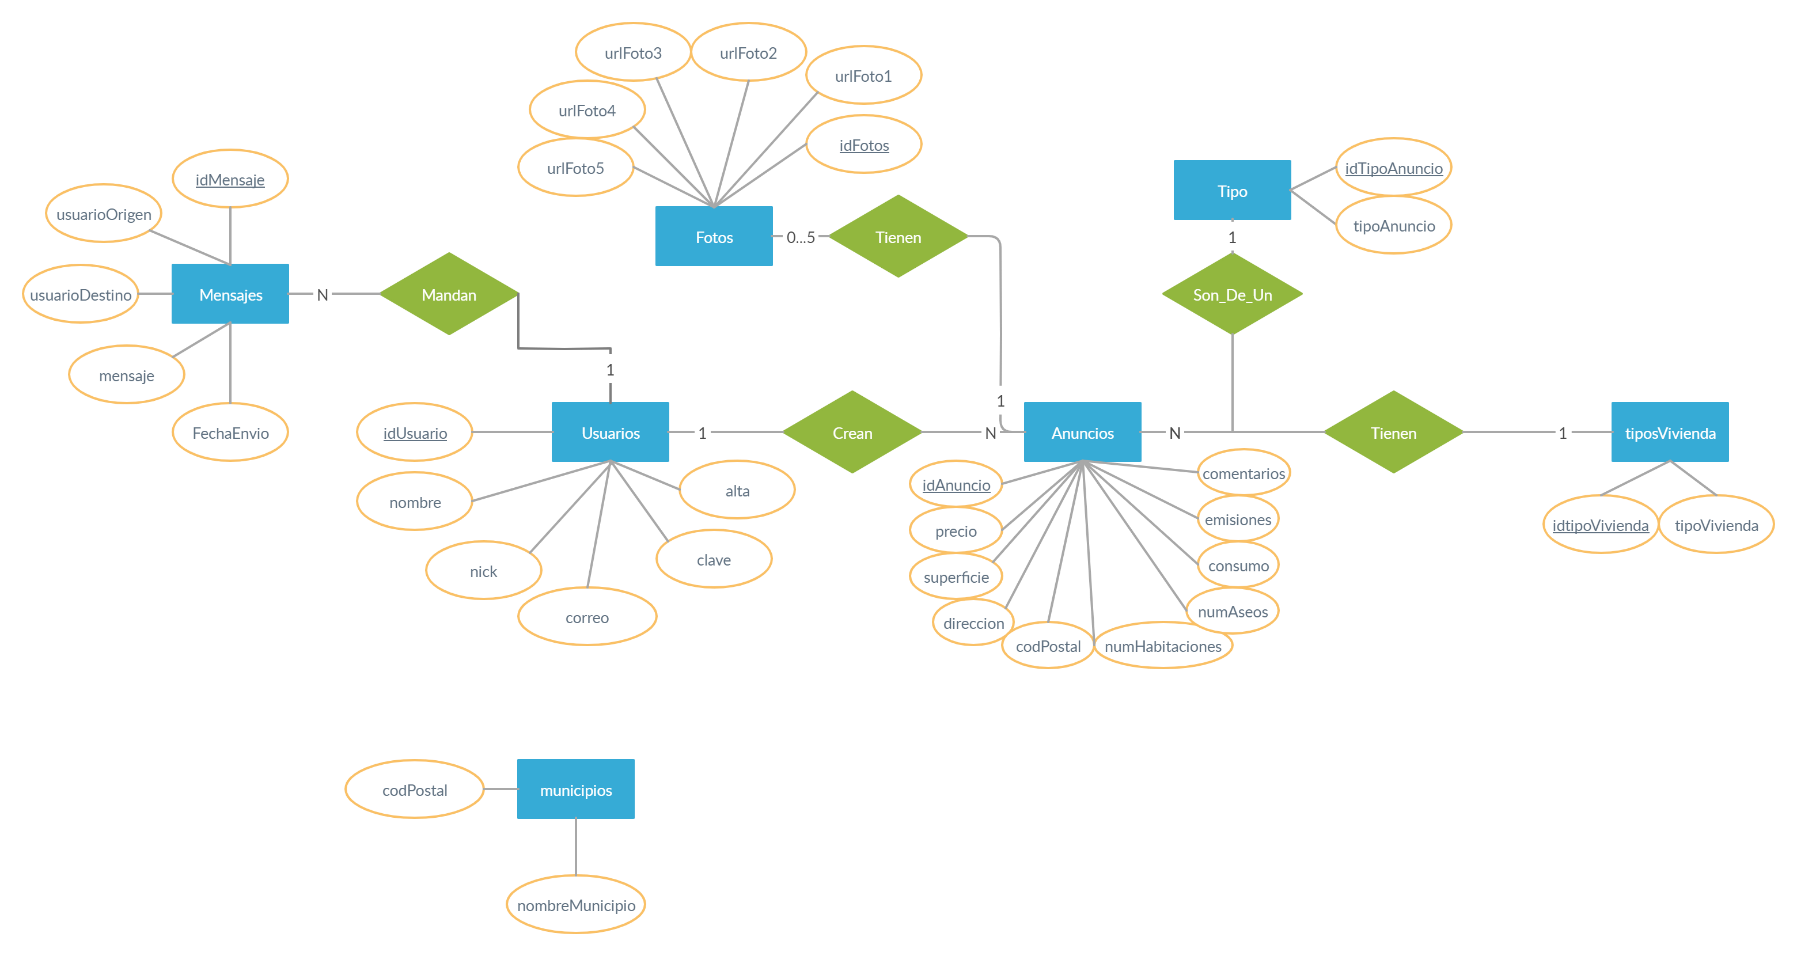 urlFoto3
urlFoto2
urlFoto1
urlFoto4
idFotos
urlFoto5
idMensaje
usuarioOrigen
Mensajes
usuarioDestino
mensaje
FechaEnvio
N
Mandan
1
Fotos
0...5
Tienen
1
Tipo
idTipoAnuncio
tipoAnuncio
1
Son_De_Un
idUsuario
Usuarios
1
Crean
N
Anuncios
N
Tienen
1
tiposVivienda
nombre
nick
correo
clave
alta
idAnuncio
precio
superficie
direccion
codPostal
numHabitaciones
numAseos
consumo
emisiones
comentarios
idtipoVivienda
tipoVivienda
codPostal
municipios
nombreMunicipio